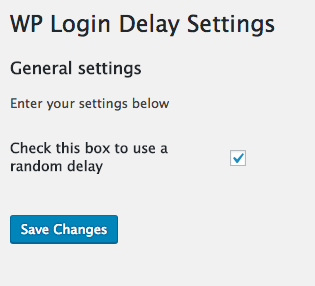 WP Login Delay Settings
General settings
Enter your settings below
Check this box to use a
random delay
Save Changes